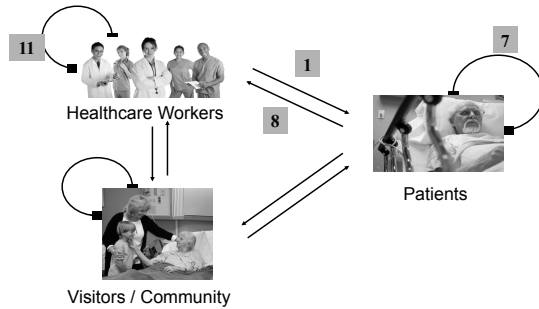 11
1
7
Healthcare Workers
8
Patients
Visitors / Community